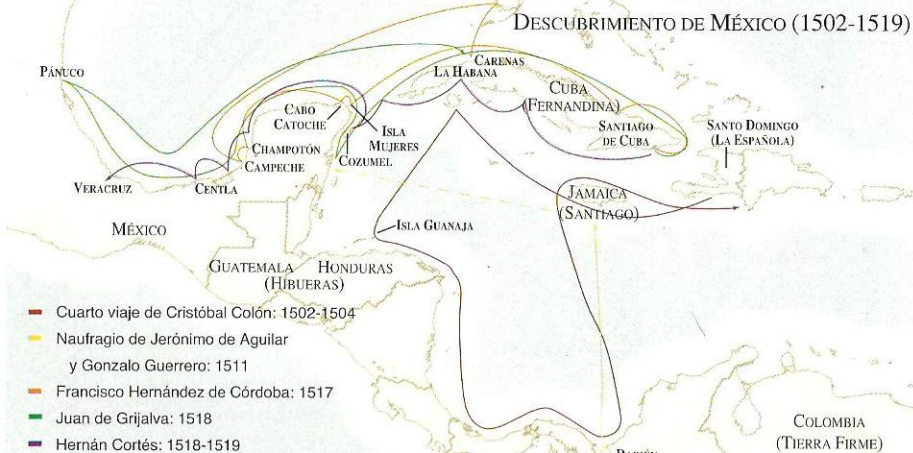 DESCUBRIMIENTO DE MÉXICO (1502-1519)
PÁNUCO
CARENAS
LA HABANA
CUBA
(FERNANDINA)
CABO
CATOCHE
ISLA
MUJERES
SANTIAGO
DE CUBA
SANTO DOMINGO
(LA ESPAÑOLA)
CHAMPOTÓN
CAMPECHE
COZUMEL
VERACRUZ
CENTLA
JAMAICA
(SANTIAGO)
MÉXICO
ISLA GUANAJA
GUATEMALA
HONDURAS
(HIBUERAS)
Cuarto viaje de Cristóbal Colón: 1502-1504
Naufragio de Jerónimo de Aguilar
y Gonzalo Guerrero: 1511
Francisco Hernández de Córdoba: 1517
Juan de Grijalva: 1518
Hernán Cortés: 1518-1519
COLOMBIA
(TIERRA FIRME)